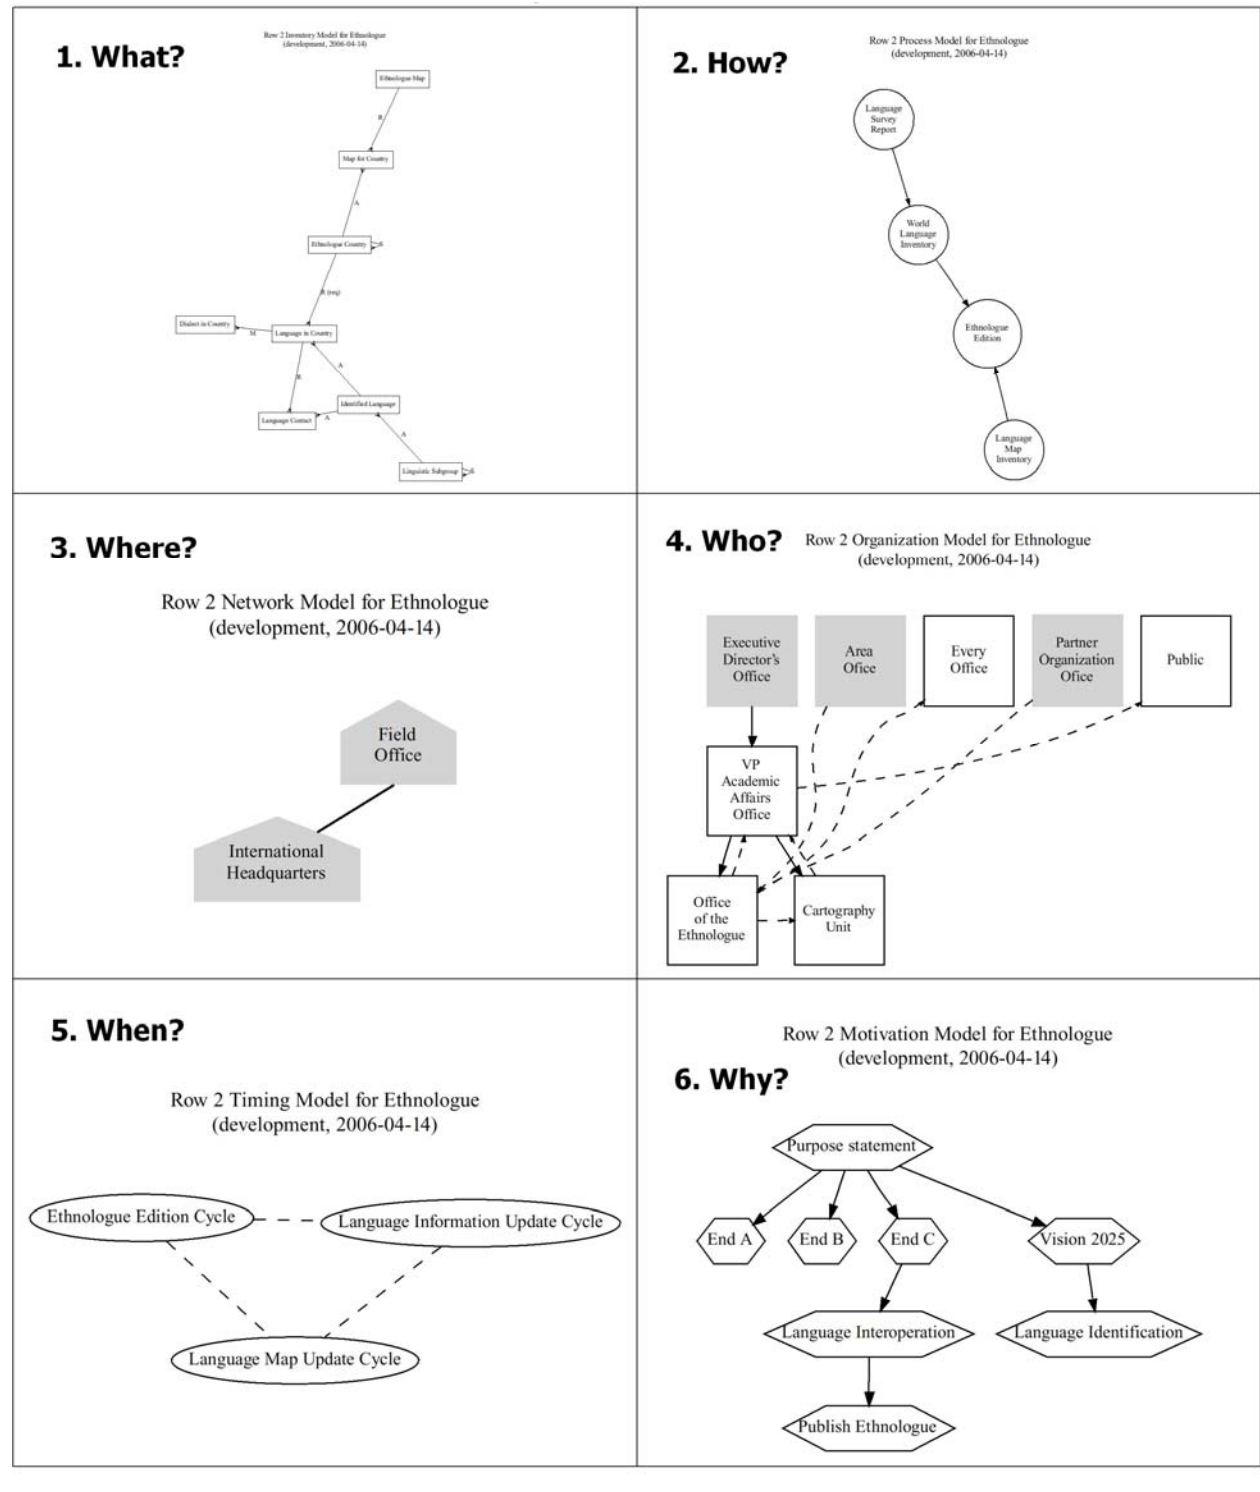 1. What?
Row 2 Inventory Model for Ethnologue
(development, 2006-04-14)
Ethnologue Map
R
Map for Country
A
Ethnologue Country
S
R (req)
Dialect in Country
M
Language in Country
R
A
Identified Language
Language Contact
A
A
Linguistic Subgroup
S
2. How?
Row 2 Process Model for Ethnologue
(development, 2006-04-14)
Language
Survey
Report
World
Language
Inventory
Ethnologue
Edition
Language
Map
Inventory
3. Where?
Row 2 Network Model for Ethnologue
(development, 2006-04-14)
Field
Office
International
Headquarters
4. Who?
Row 2 Organization Model for Ethnologue
(development, 2006-04-14)
Executive
Director's
Office
Area
Ofice
Every
Office
Partner
Organization
Ofice
Public
VP
Academic
Affairs
Office
Office
of the
Ethnologue
Cartography
Unit
5. When?
Row 2 Timing Model for Ethnologue
(development, 2006-04-14)
Ethnologue Edition Cycle
Language Information Update Cycle
Language Map Update Cycle
Row 2 Motivation Model for Ethnologue
(development, 2006-04-14)
6. Why?
Purpose statement
End A
End B
End C
Vision 2025
Language Interoperation
Language Identification
Publish Ethnologue